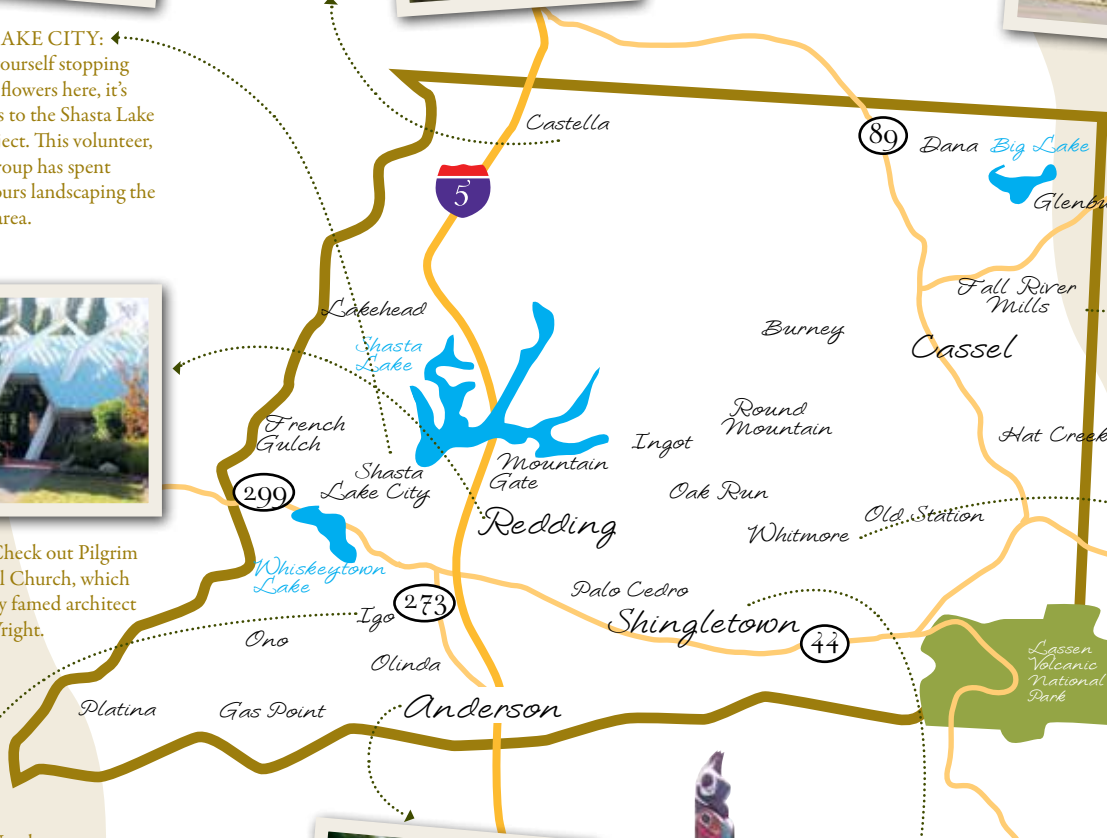 AKE CITY:
ourself stopping
flowers here, it's
s to the Shasta Lake
ect. This volunteer,
roup has spent
ours landscaping the
area.
Check out Pilgrim
l Church, which
y famed architect
right.
Castella
89
Dana
Big Lake
5
Glenbu
Lakehead
Fall River
Mills
Shasta
Lake
Burney
Cassel
French
Gulch
Round
Mountain
Ingot
Hat Creek
Shasta
Lake City
Mountain
Gate
299
Oak Run
Redding
Old Station
Whitmore
Whiskeytown
Lake
Palo Cedro
273
Igo
Shingletown
44
Ono
Olinda
Lassen
Volcanic
National
Park
Platina
Gas Point
Anderson